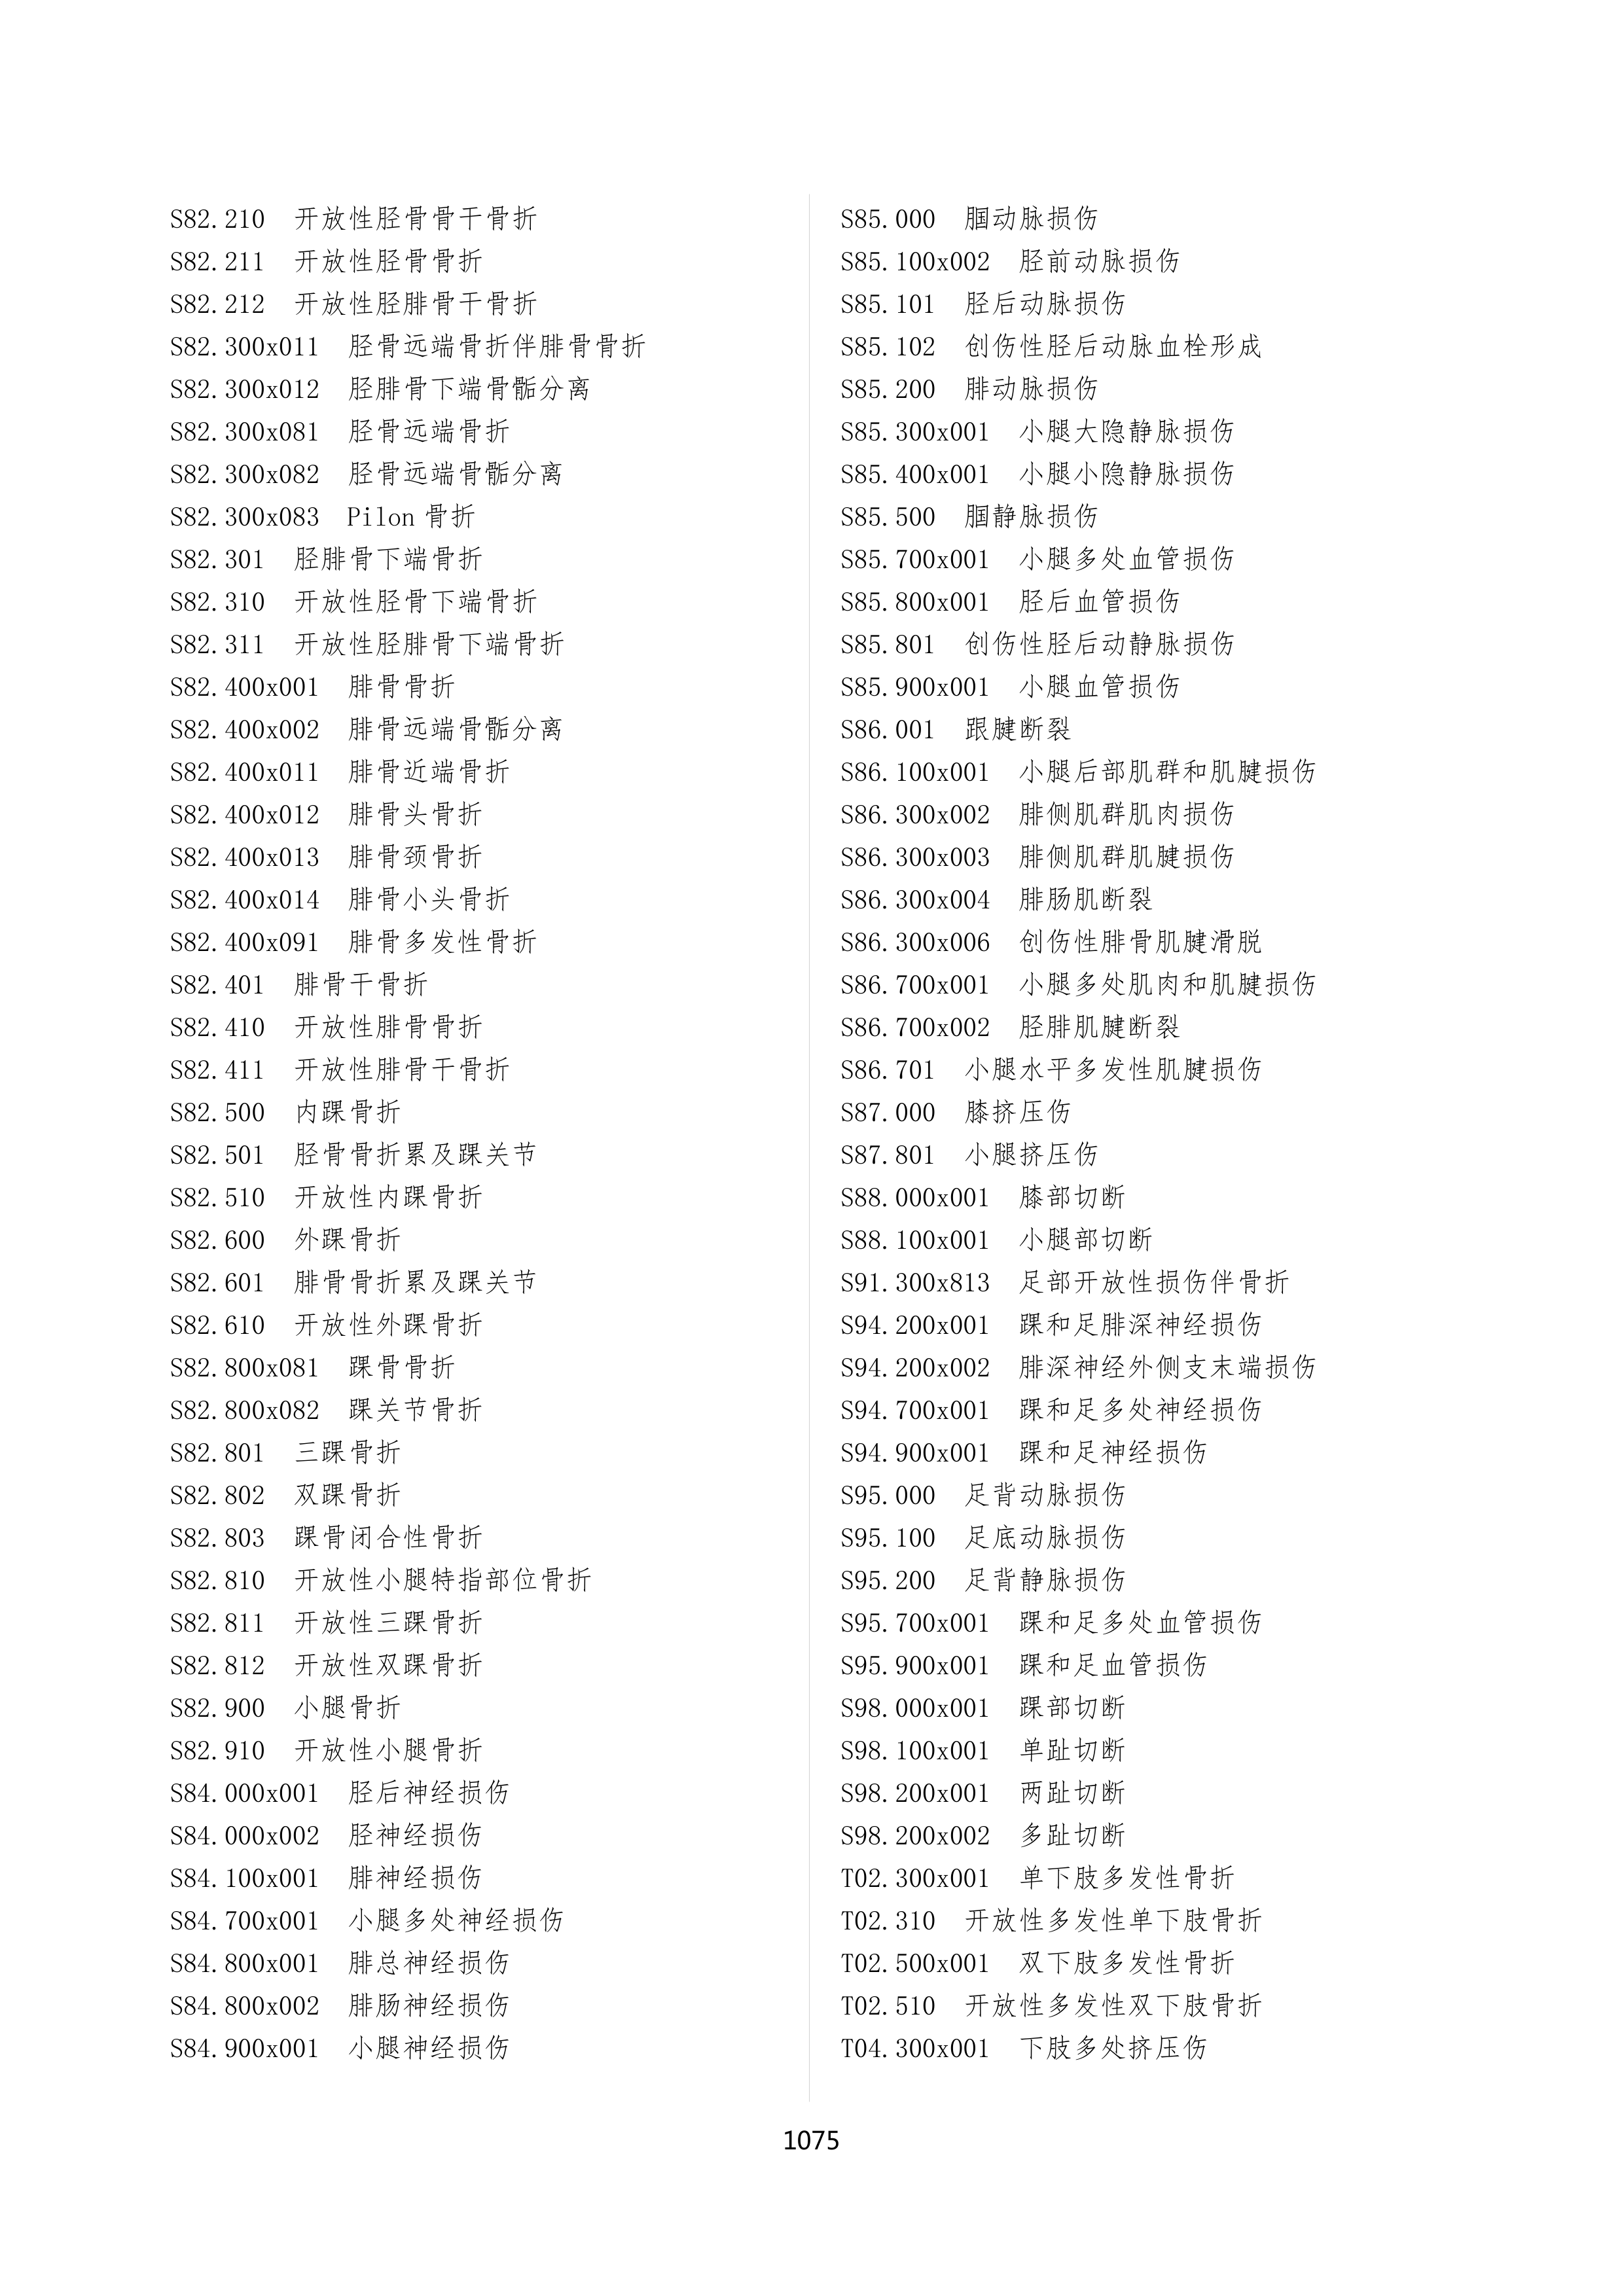 S82.210 开放性胫骨骨干骨折
S82.211 开放性胫骨骨折
S82.212 开放性胫腓骨干骨折
S82.300x011 胫骨远端骨折伴腓骨骨折
S82.300x012 胫腓骨下端骨骺分离
S82.300x081 胫骨远端骨折
S82.300x082 胫骨远端骨骺分离
S82.300x083 Pilon骨折
S82.301 胫腓骨下端骨折
S82.310 开放性胫骨下端骨折
S82.311 开放性胫腓骨下端骨折
S82.400x001 腓骨骨折
S82.400x002 腓骨远端骨骺分离
S82.400x011 腓骨近端骨折
S82.400x012 腓骨头骨折
S82.400x013 腓骨颈骨折
S82.400x014 腓骨小头骨折
S82.400x091 腓骨多发性骨折
S82.401 腓骨干骨折
S82.410 开放性腓骨骨折
S82.411 开放性腓骨干骨折
S82.500 内踝骨折
S82.501 胫骨骨折累及踝关节
S82.510 开放性内踝骨折
S82.600 外踝骨折
S82.601 腓骨骨折累及踝关节
S82.610 开放性外踝骨折
S82.800x081 踝骨骨折
S82.800x082 踝关节骨折
S82.801 三踝骨折
S82.802 双踝骨折
S82.803 踝骨闭合性骨折
S82.810 开放性小腿特指部位骨折
S82.811 开放性三踝骨折
S82.812 开放性双踝骨折
S82.900 小腿骨折
S82.910 开放性小腿骨折
S84.000x001 胫后神经损伤
S84.000x002 胫神经损伤
S84.100x001 腓神经损伤
S84.700x001 小腿多处神经损伤
S84.800x001 腓总神经损伤
S84.800x002 腓肠神经损伤
S84.900x001 小腿神经损伤
S85.000 腘动脉损伤
S85.100x002 胫前动脉损伤
S85.101 胫后动脉损伤
S85.102 创伤性胫后动脉血栓形成
S85.200 腓动脉损伤
S85.300x001 小腿大隐静脉损伤
S85.400x001 小腿小隐静脉损伤
S85.500 腘静脉损伤
S85.700x001 小腿多处血管损伤
S85.800x001 胫后血管损伤
S85.801 创伤性胫后动静脉损伤
S85.900x001 小腿血管损伤
S86.001 跟腱断裂
S86.100x001 小腿后部肌群和肌腱损伤
S86.300x002 腓侧肌群肌肉损伤
S86.300x003 腓侧肌群肌腱损伤
S86.300x004 腓肠肌断裂
S86.300x006 创伤性腓骨肌腱滑脱
S86.700x001 小腿多处肌肉和肌腱损伤
S86.700x002 胫腓肌腱断裂
S86.701 小腿水平多发性肌腱损伤
S87.000 膝挤压伤
S87.801 小腿挤压伤
S88.000x001 膝部切断
S88.100x001 小腿部切断
S91.300x813 足部开放性损伤伴骨折
S94.200x001 踝和足腓深神经损伤
S94.200x002 腓深神经外侧支末端损伤
S94.700x001 踝和足多处神经损伤
S94.900x001 踝和足神经损伤
S95.000 足背动脉损伤
S95.100 足底动脉损伤
S95.200 足背静脉损伤
S95.700x001 踝和足多处血管损伤
S95.900x001 踝和足血管损伤
S98.000x001 踝部切断
S98.100x001 单趾切断
S98.200x001 两趾切断
S98.200x002 多趾切断
T02.300x001 单下肢多发性骨折
T02.310 开放性多发性单下肢骨折
T02.500x001 双下肢多发性骨折
T02.510 开放性多发性双下肢骨折
T04.300x001 下肢多处挤压伤
1075